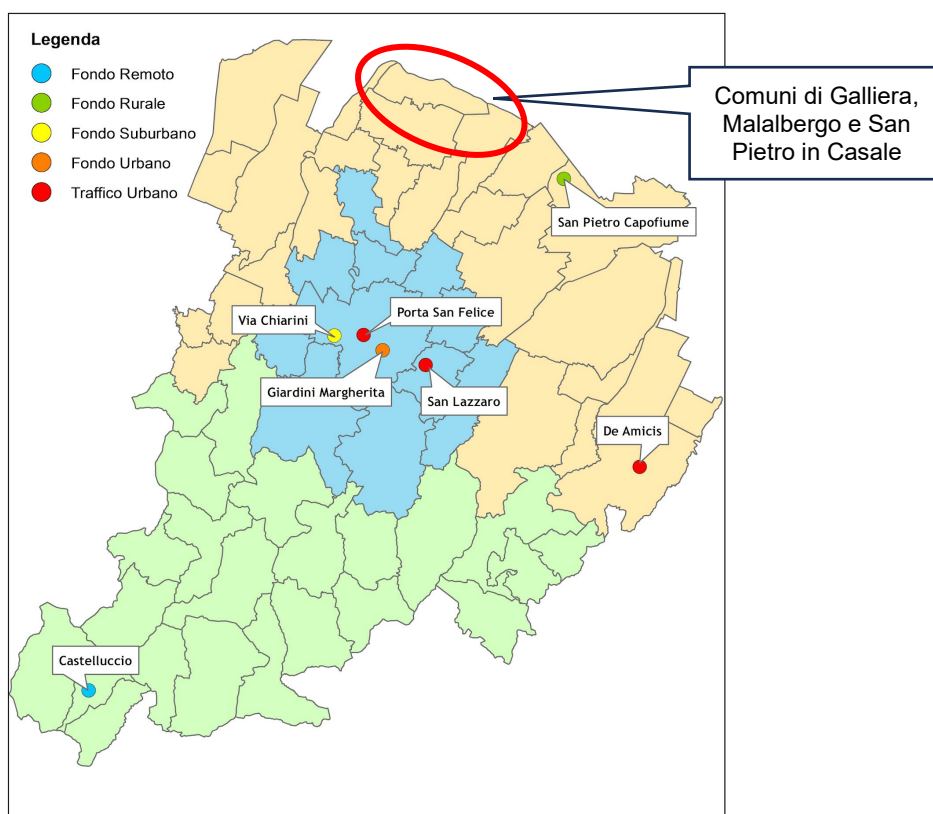 Legenda
Fondo Remoto
Fondo Rurale
Fondo Suburbano
Fondo Urbano
Traffico Urbano
Comuni di Galliera,
Malalbergo e San
Pietro in Casale
San Pietro Capofiume
Via Chiarini
Porta San Felice
Giardini Margherita
San Lazzaro
De Amicis
Castelluccio